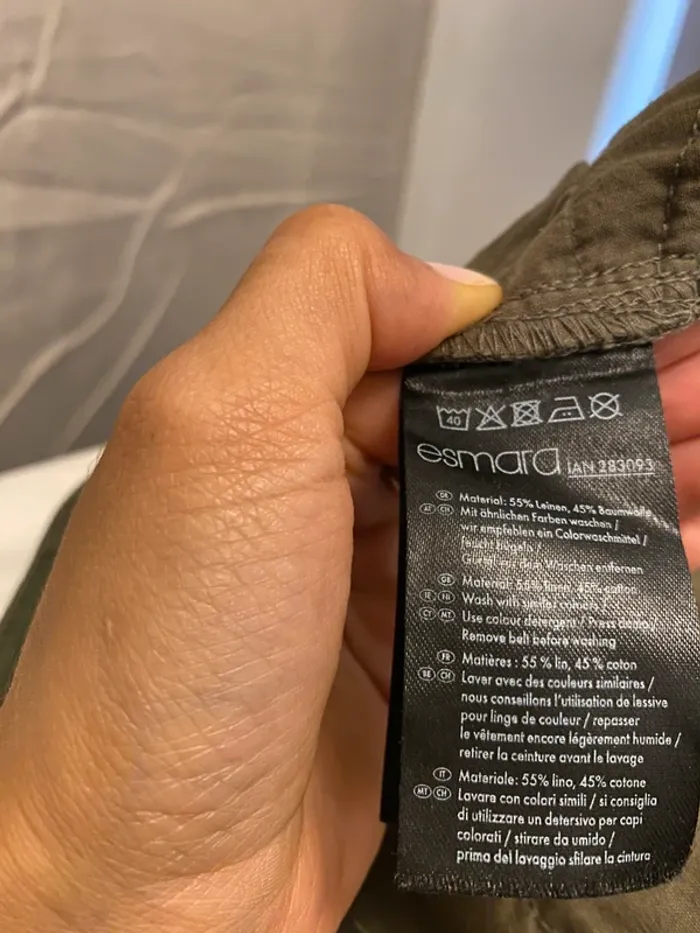 40
esmara IAN 283093
DE Material: 55% Leinen, 45% Baumwolle
AT CH Mit ähnlichen Farben waschen /
wir empfehlen ein Colorwaschmittel /
feucht bügeln /
Gürtel vor dem Waschen entfernen
GB Material: 55% linen, 45% cotton
IE Wash with similar colours /
CY MT Use colour detergent / Press damp /
Remove belt before washing
FR Matières : 55 % lin, 45 % coton
BE CH Laver avec des couleurs similaires /
nous conseillons l'utilisation de lessive
pour linge de couleur / repasser
le vêtement encore légèrement humide /
retirer la ceinture avant le lavage
IT Materiale: 55% lino, 45% cotone
MT CH Lavare con colori simili / si consiglia
di utilizzare un detersivo per capi
colorati / stirare da umido /
prima del lavaggio sfilare la cintura